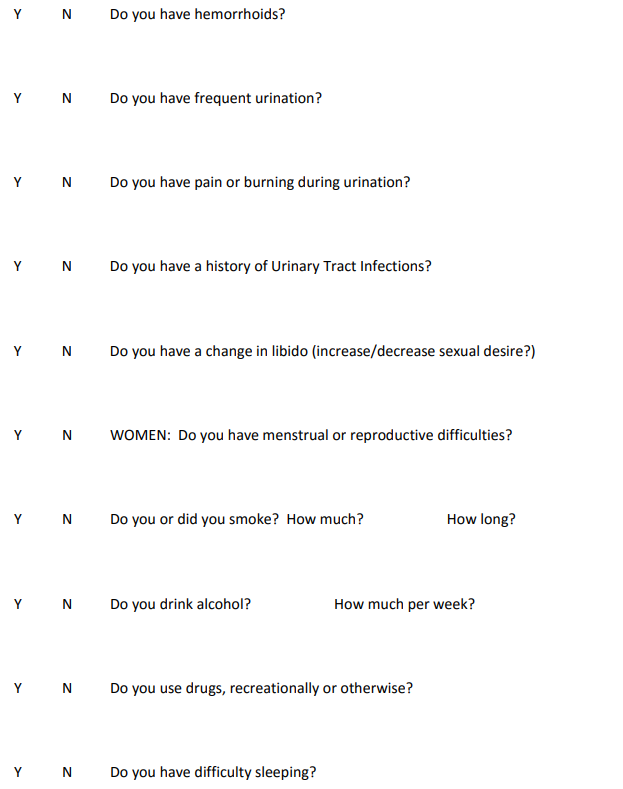 Y N Do you have hemorrhoids?
Y N Do you have frequent urination?
Y N Do you have pain or burning during urination?
Y N Do you have a history of Urinary Tract Infections?
Y N Do you have a change in libido (increase/decrease sexual desire?)
Y N WOMEN:  Do you have menstrual or reproductive difficulties?
Y N Do you or did you smoke?  How much? How long?
Y N Do you drink alcohol? How much per week?
Y N Do you use drugs, recreationally or otherwise?
Y N Do you have difficulty sleeping?